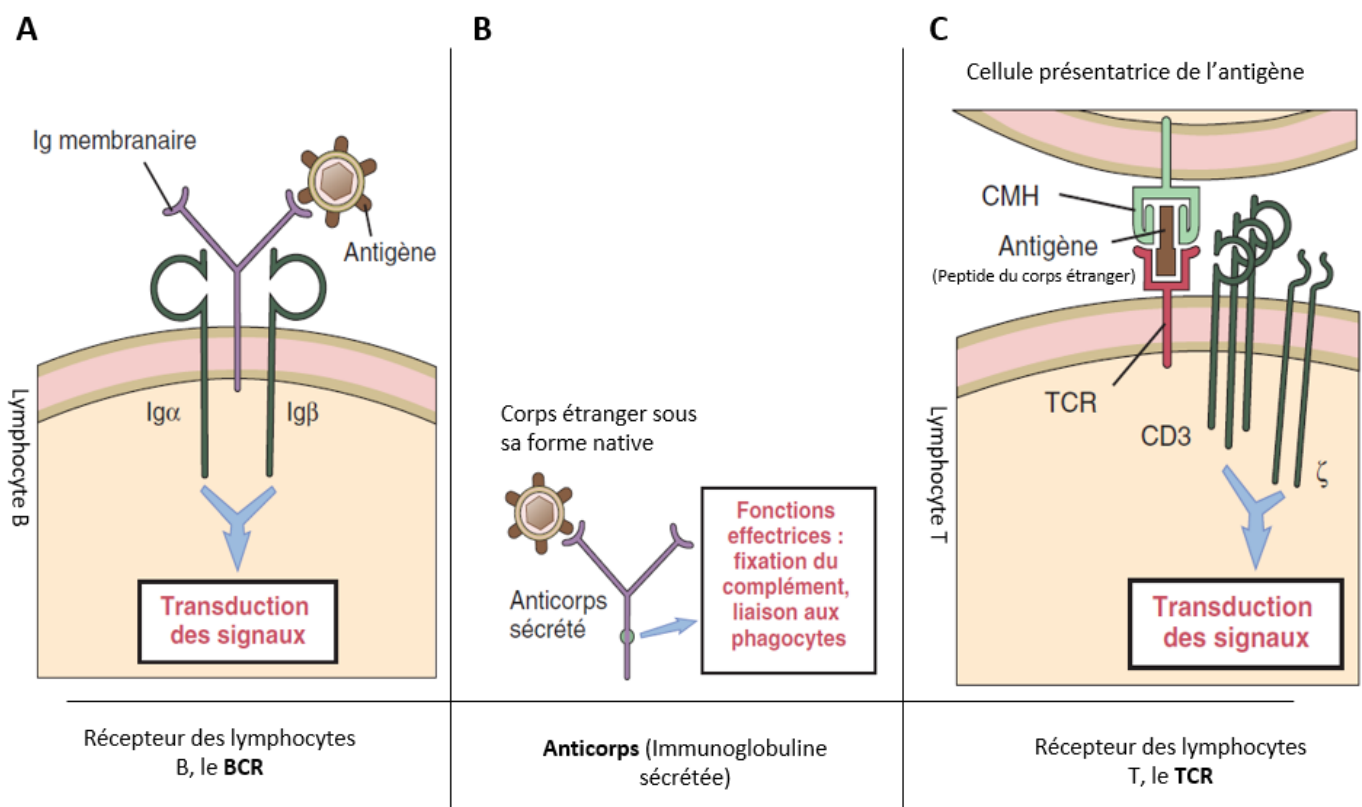 A
Ig membranaire
Antigène
Igα
Igβ
Lymphocyte B
Transduction
des signaux
Récepteur des lymphocytes
B, le BCR
B
Corps étranger sous
sa forme native
Anticorps
sécrété
Fonctions
effectrices :
fixation du
complément,
liaison aux
phagocytes
Anticorps (Immunoglobuline
sécrétée)
C
Cellule présentatrice de l’antigène
CMH
Antigène
(Peptide du corps étranger)
TCR
CD3
ζ
Lymphocyte T
Transduction
des signaux
Récepteur des lymphocytes
T, le TCR